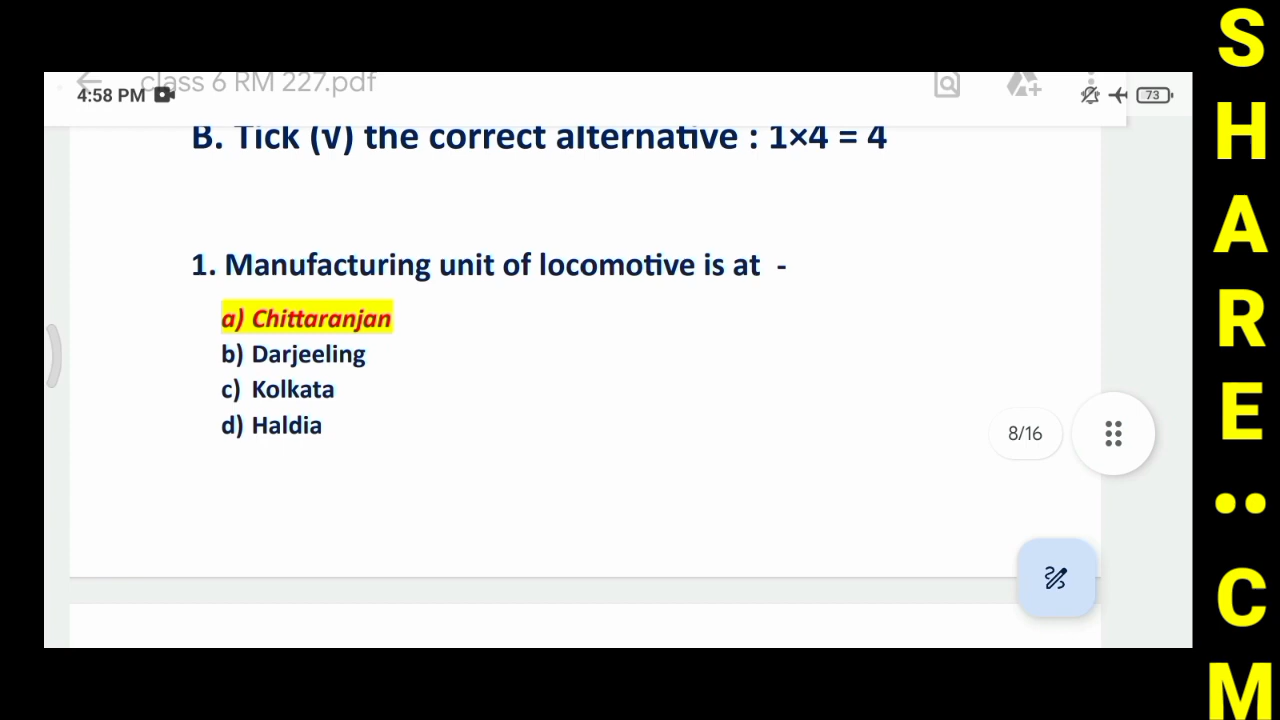 class 6 RM 227.pdf
4:58 PM
73
B. Tick (√) the correct alternative : 1×4 = 4
1. Manufacturing unit of locomotive is at -
a) Chittaranjan
b) Darjeeling
c) Kolkata
d) Haldia
8/16
S
H
A
R
E
••
C
M